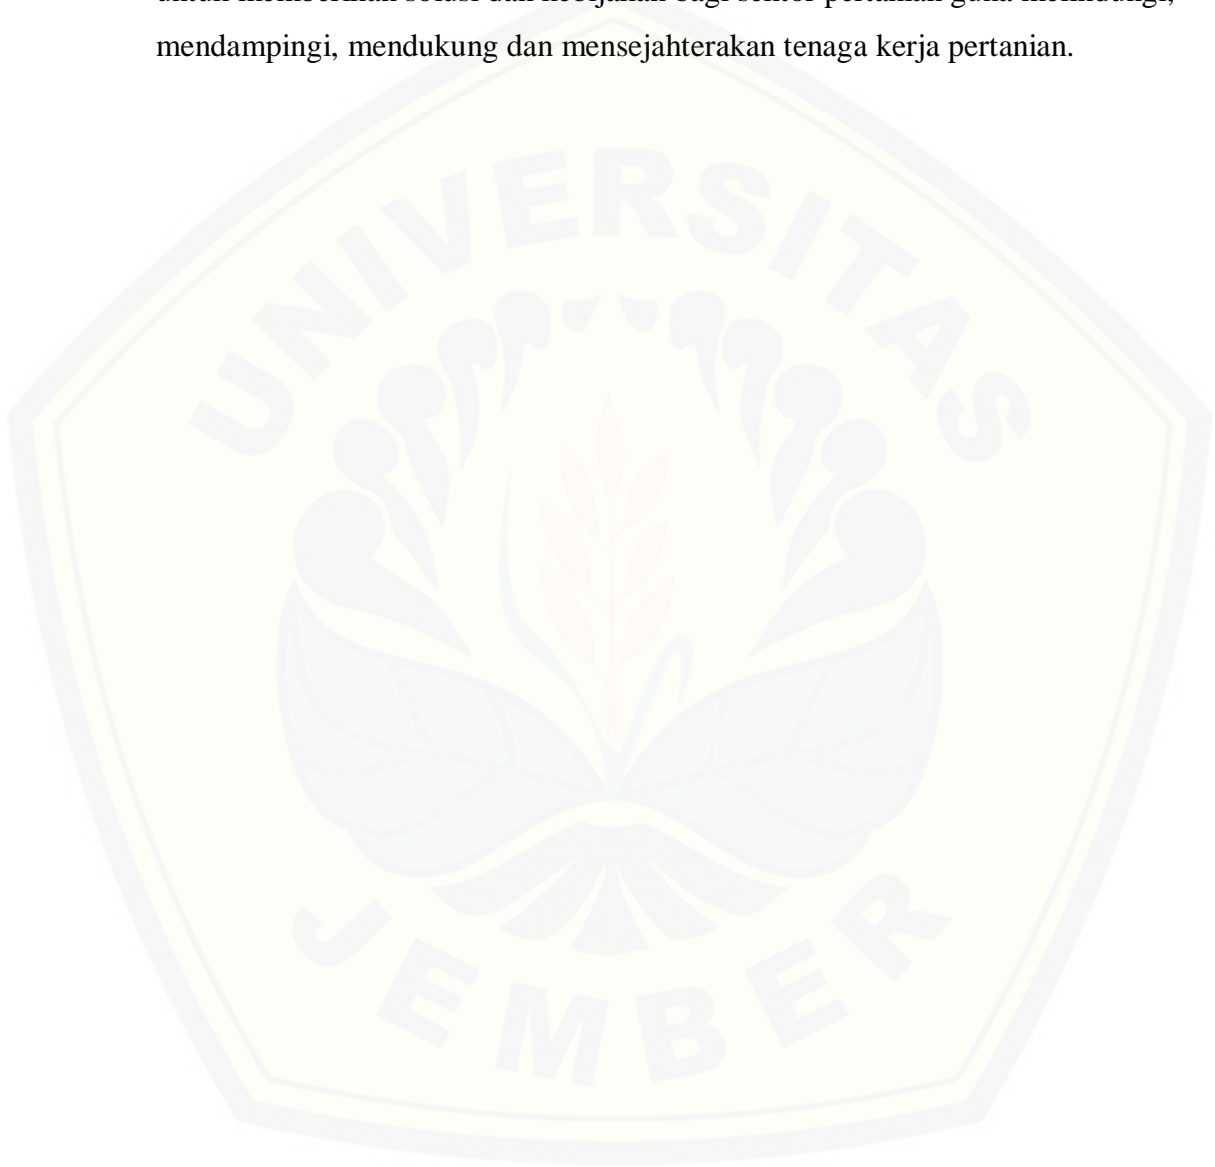 untuk memberikan solusi dan kebijakan bagi sektor pertanian guna melindungi,
mendampingi, mendukung dan mensejahterakan tenaga kerja pertanian.
UNIVERSITAS
JEMBER